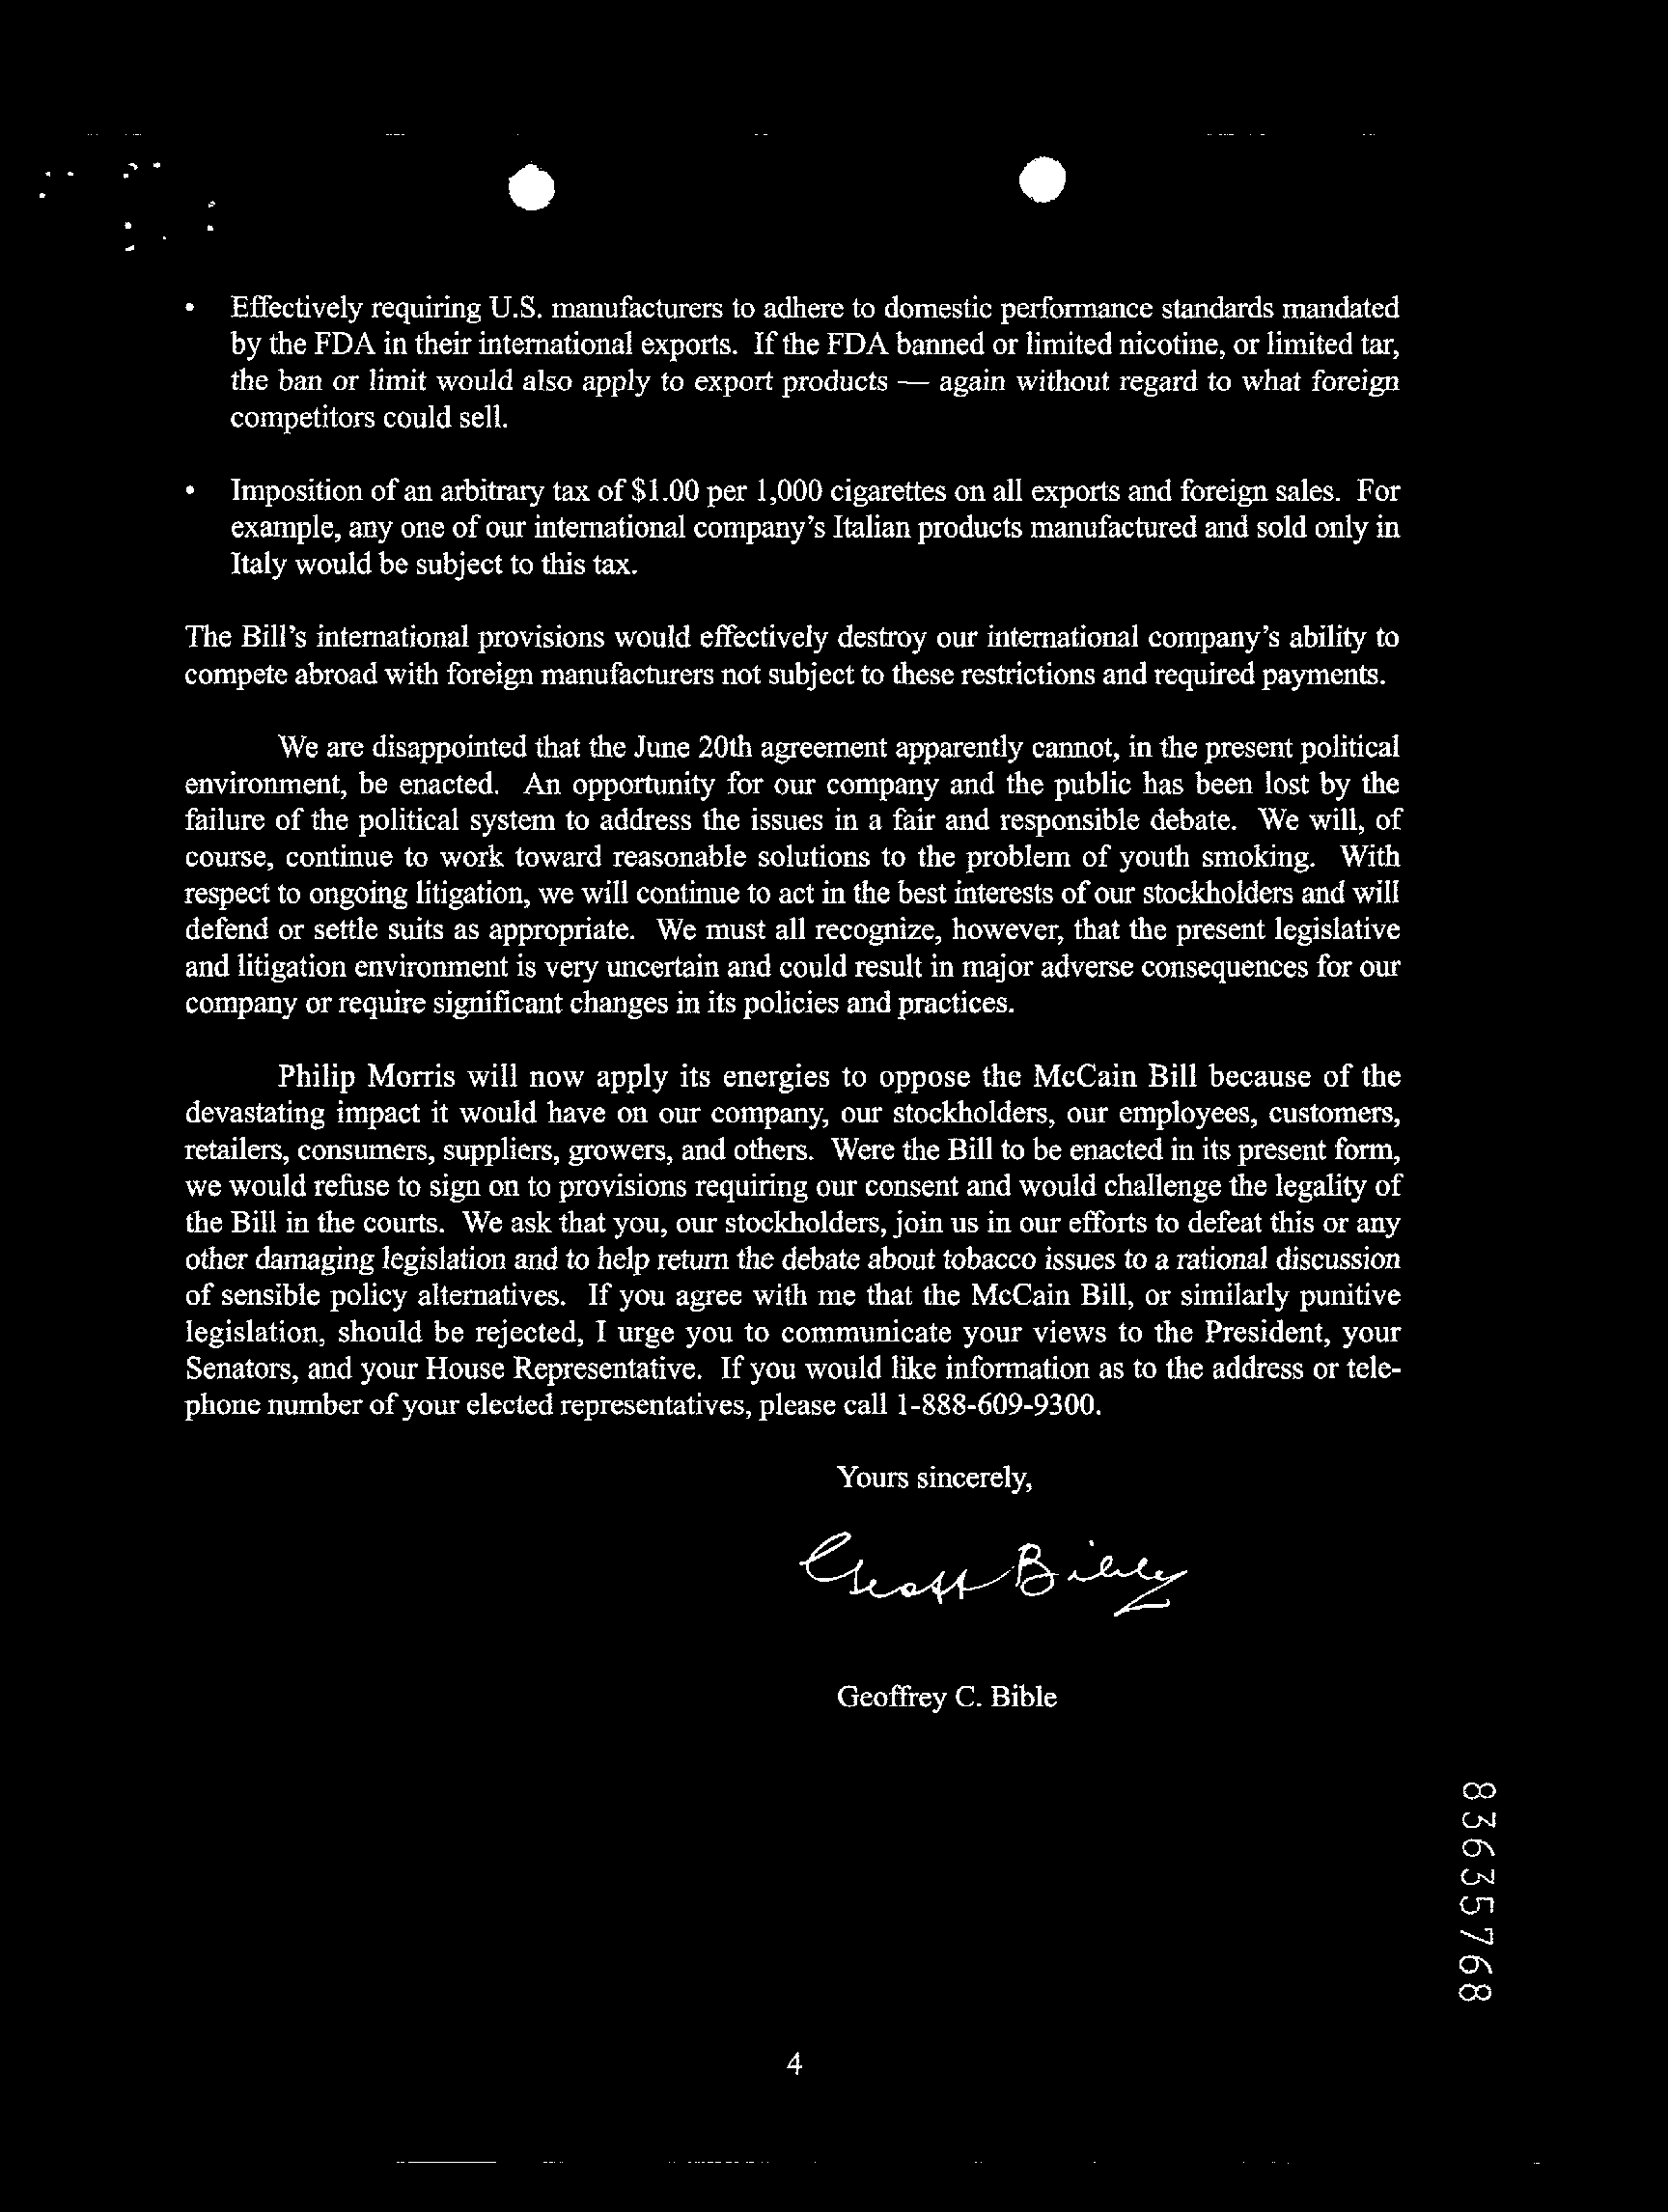 • Effectively requiring U.S. manufacturers to adhere to domestic performance standards mandated
by the FDA in their international exports. If the FDA banned or limited nicotine, or limited tar,
the ban or limit would also apply to export products — again without regard to what foreign
competitors could sell.
• Imposition of an arbitrary tax of $1.00 per 1,000 cigarettes on all exports and foreign sales. For
example, any one of our international company's Italian products manufactured and sold only in
Italy would be subject to this tax.
The Bill's international provisions would effectively destroy our international company's ability to
compete abroad with foreign manufacturers not subject to these restrictions and required payments.
We are disappointed that the June 20th agreement apparently cannot, in the present political
environment, be enacted. An opportunity for our company and the public has been lost by the
failure of the political system to address the issues in a fair and responsible debate. We will, of
course, continue to work toward reasonable solutions to the problem of youth smoking. With
respect to ongoing litigation, we will continue to act in the best interests of our stockholders and will
defend or settle suits as appropriate. We must all recognize, however, that the present legislative
and litigation environment is very uncertain and could result in major adverse consequences for our
company or require significant changes in its policies and practices.
Philip Morris will now apply its energies to oppose the McCain Bill because of the
devastating impact it would have on our company, our stockholders, our employees, customers,
retailers, consumers, suppliers, growers, and others. Were the Bill to be enacted in its present form,
we would refuse to sign on to provisions requiring our consent and would challenge the legality of
the Bill in the courts. We ask that you, our stockholders, join us in our efforts to defeat this or any
other damaging legislation and to help return the debate about tobacco issues to a rational discussion
of sensible policy alternatives. If you agree with me that the McCain Bill, or similarly punitive
legislation, should be rejected, I urge you to communicate your views to the President, your
Senators, and your House Representative. If you would like information as to the address or tele-
phone number of your elected representatives, please call 1-888-609-9300.
Yours sincerely,
Geoff Bible
Geoffrey C. Bible
83635768
4